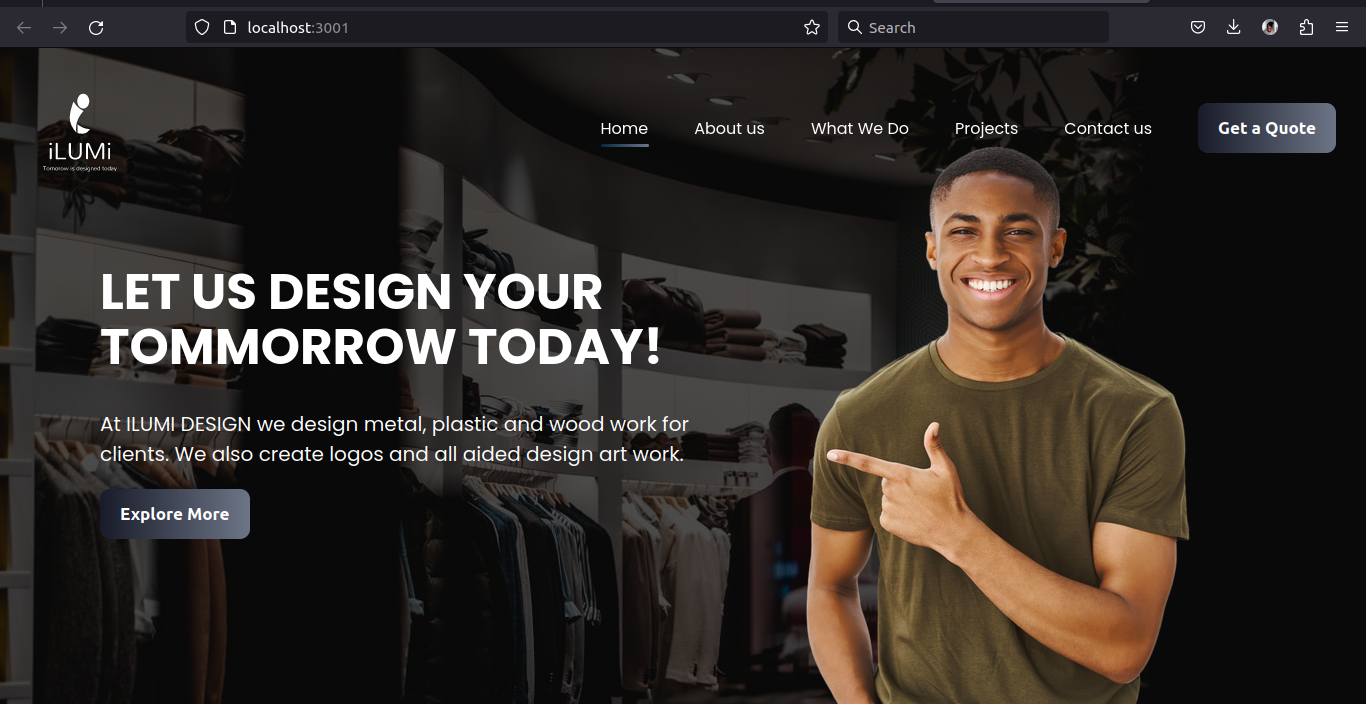 localhost:3001
Search
iLUMi
Tomorow is designed today
Home
About us
What We Do
Projects
Contact us
Get a Quote
LET US DESIGN YOUR
TOMMORROW TODAY!
At ILUMI DESIGN we design metal, plastic and wood work for
clients. We also create logos and all aided design art work.
Explore More